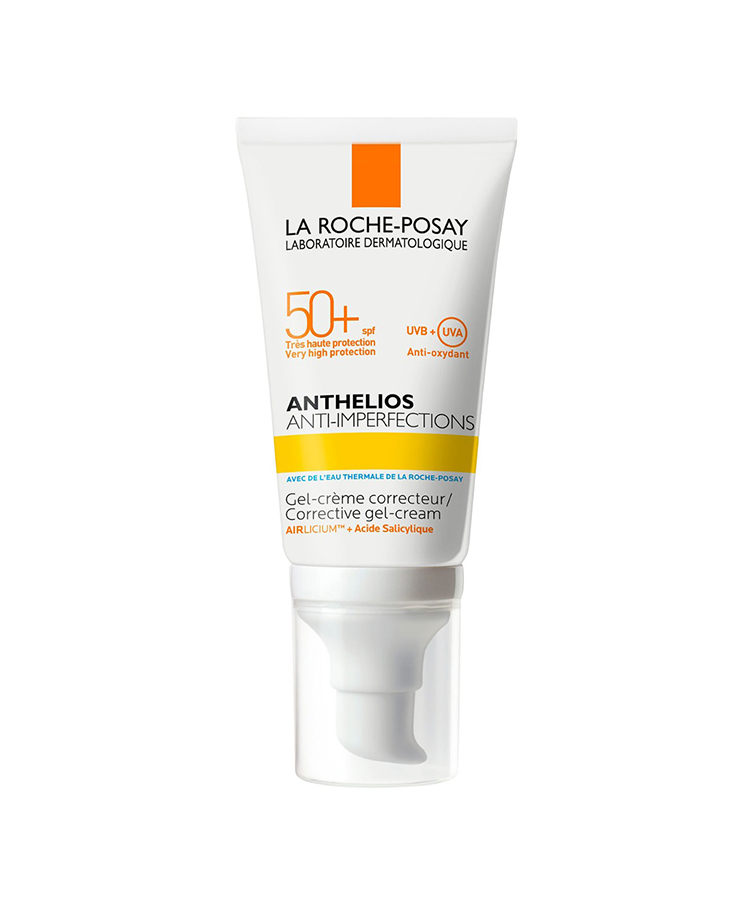 LA ROCHE-POSAY
LABORATOIRE DERMATOLOGIQUE
50+ spf
Très haute protection
Very high protection
UVB + UVA
Anti-oxydant
ANTHELIOS
ANTI-IMPERFECTIONS
AVEC DE L'EAU THERMALE DE LA ROCHE-POSAY
Gel-crème correcteur/
Corrective gel-cream
AIRLICIUM™ + Acide Salicylique